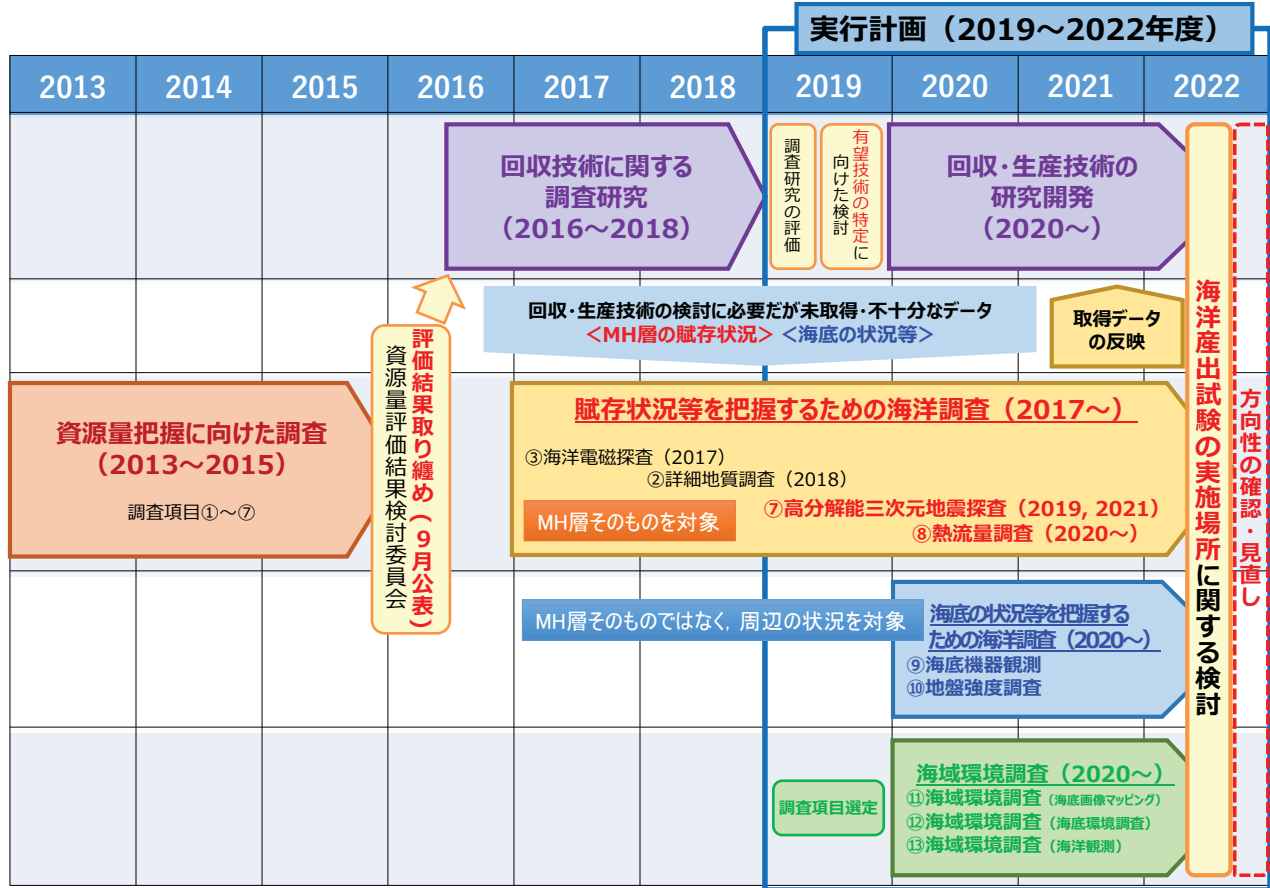 実行計画（2019～2022年度）
2013
2014
2015
2016
2017
2018
2019
2020
2021
2022
回収技術に関する
調査研究
（2016～2018）
調査研究の評価
有望技術の特定に
向けた検討
回収・生産技術の
研究開発
（2020～）
回収・生産技術の検討に必要だが未取得・不十分なデータ
＜MH層の賦存状況＞＜海底の状況等＞
取得データ
の反映
資源量把握に向けた調査
（2013～2015）
調査項目①～⑦
評価結果取り纏め（9月公表）
資源量評価結果検討委員会
賦存状況等を把握するための海洋調査（2017～）
③海洋電磁探査（2017）
②詳細地質調査（2018）
MH層そのものを対象
⑦高分解能三次元地震探査（2019, 2021）
⑧熱流量調査（2020～）
MH層そのものではなく, 周辺の状況を対象
海底の状況等を把握する
ための海洋調査（2020～）
⑨海底機器観測
⑩地盤強度調査
調査項目選定
海域環境調査（2020～）
⑪海域環境調査（海底画像マッピング）
⑫海域環境調査（海底環境調査）
⑬海域環境調査（海洋観測）
海洋産出試験の実施場所に関する検討
方向性の確認・見直し